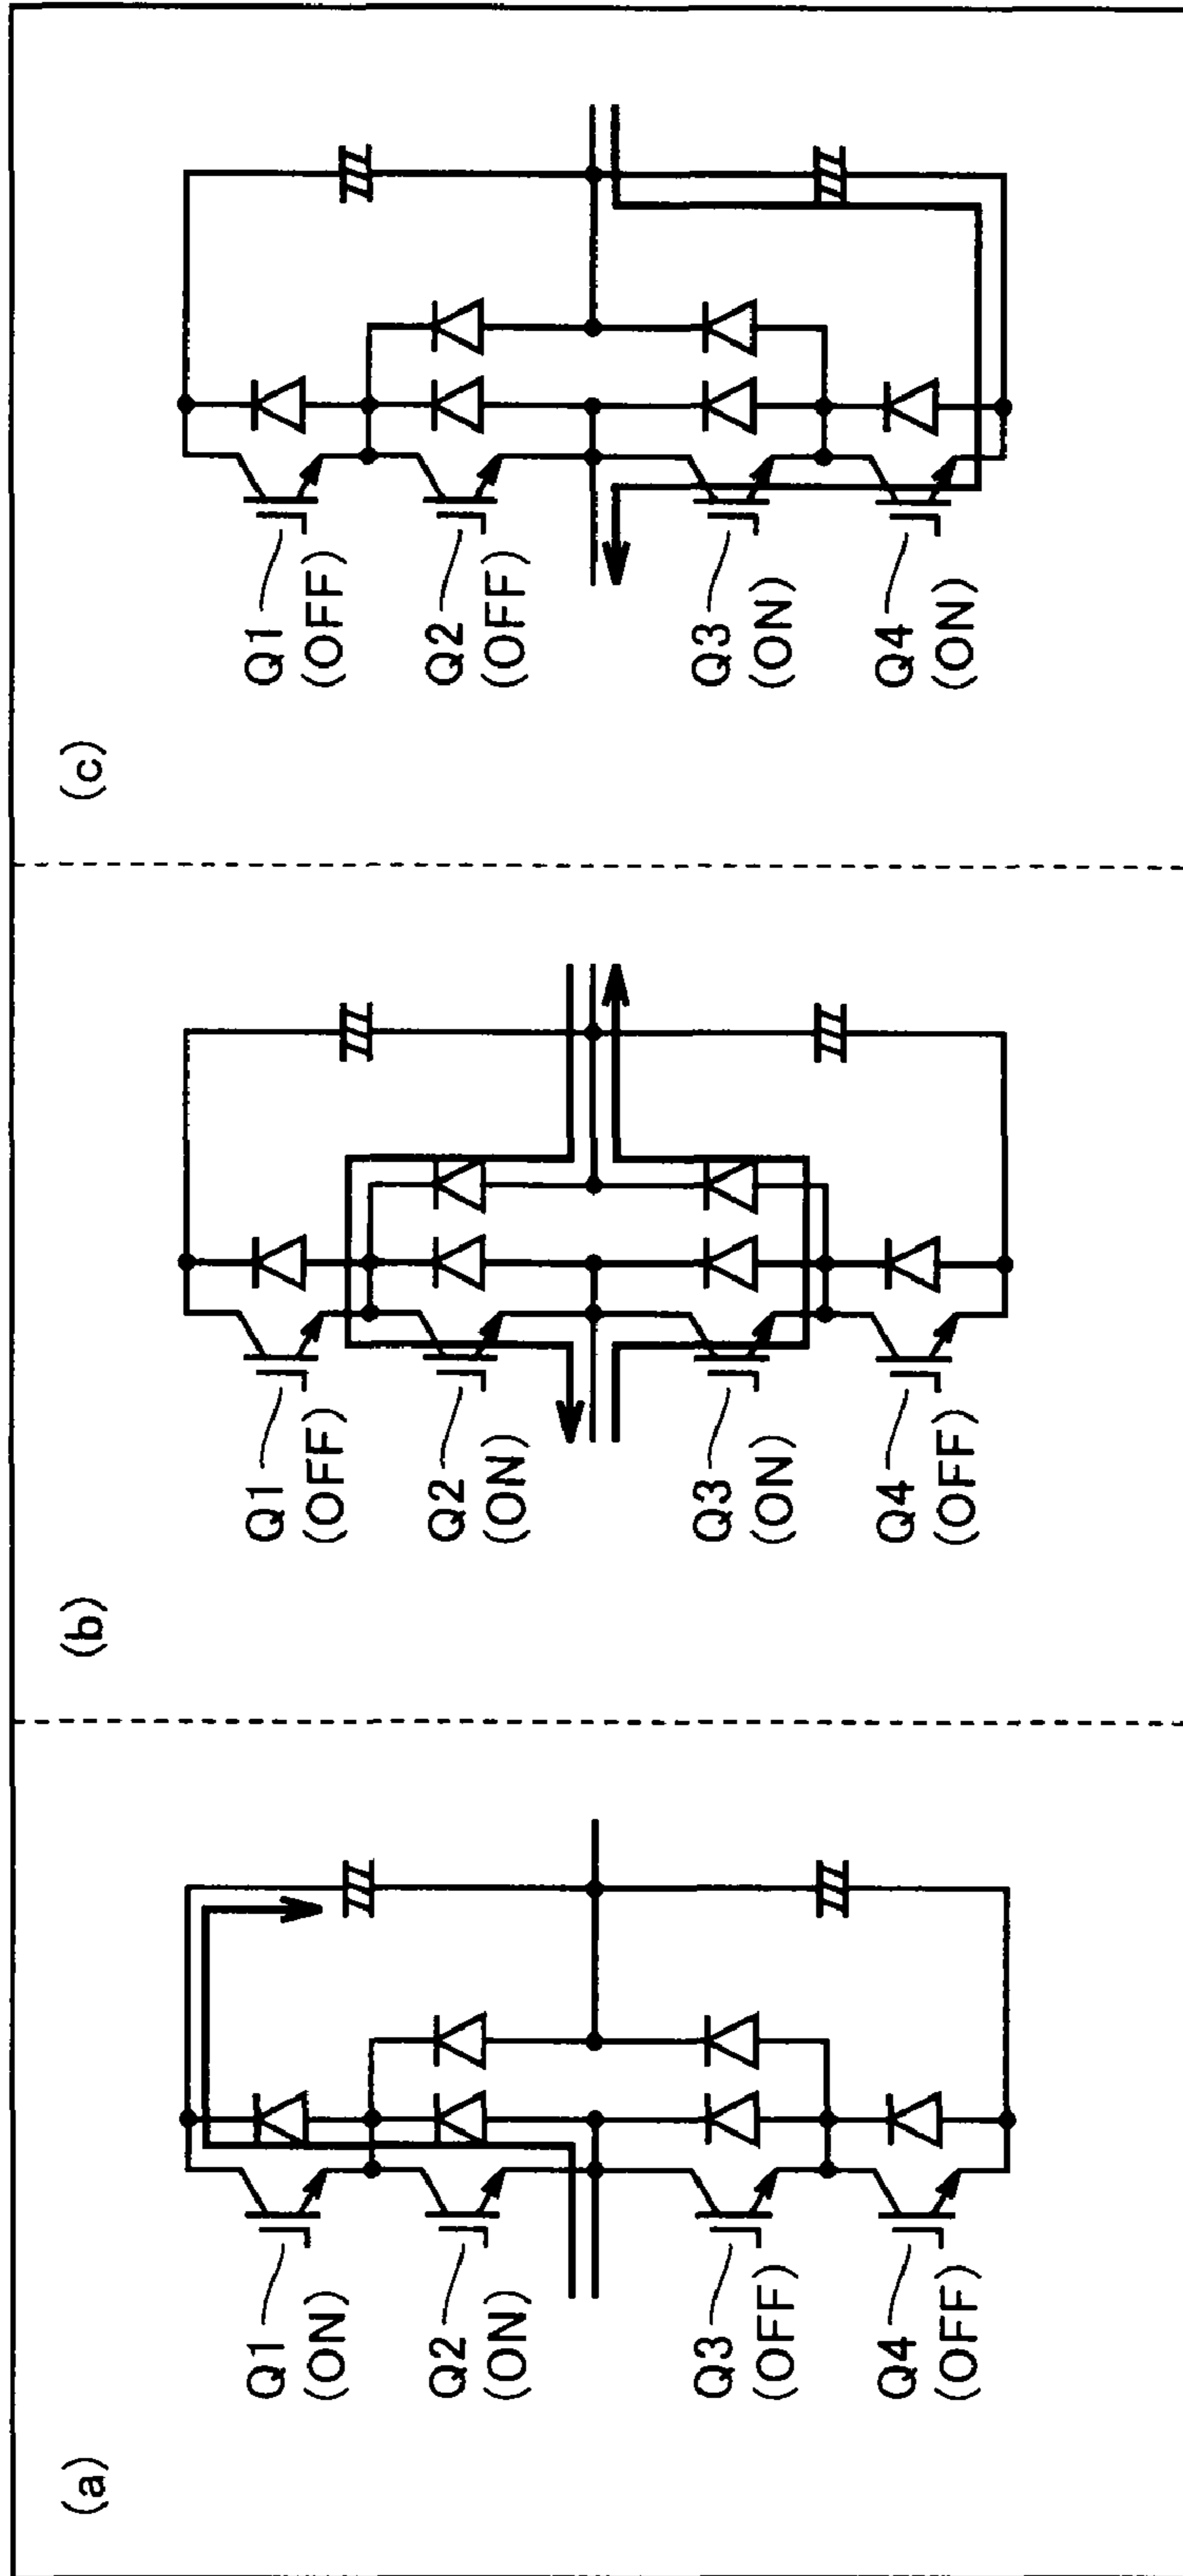 (a)
Q1
(ON)
Q2
(ON)
Q3
(OFF)
Q4
(OFF)
(b)
Q1
(OFF)
Q2
(ON)
Q3
(ON)
Q4
(OFF)
(c)
Q1
(OFF)
Q2
(OFF)
Q3
(ON)
Q4
(ON)